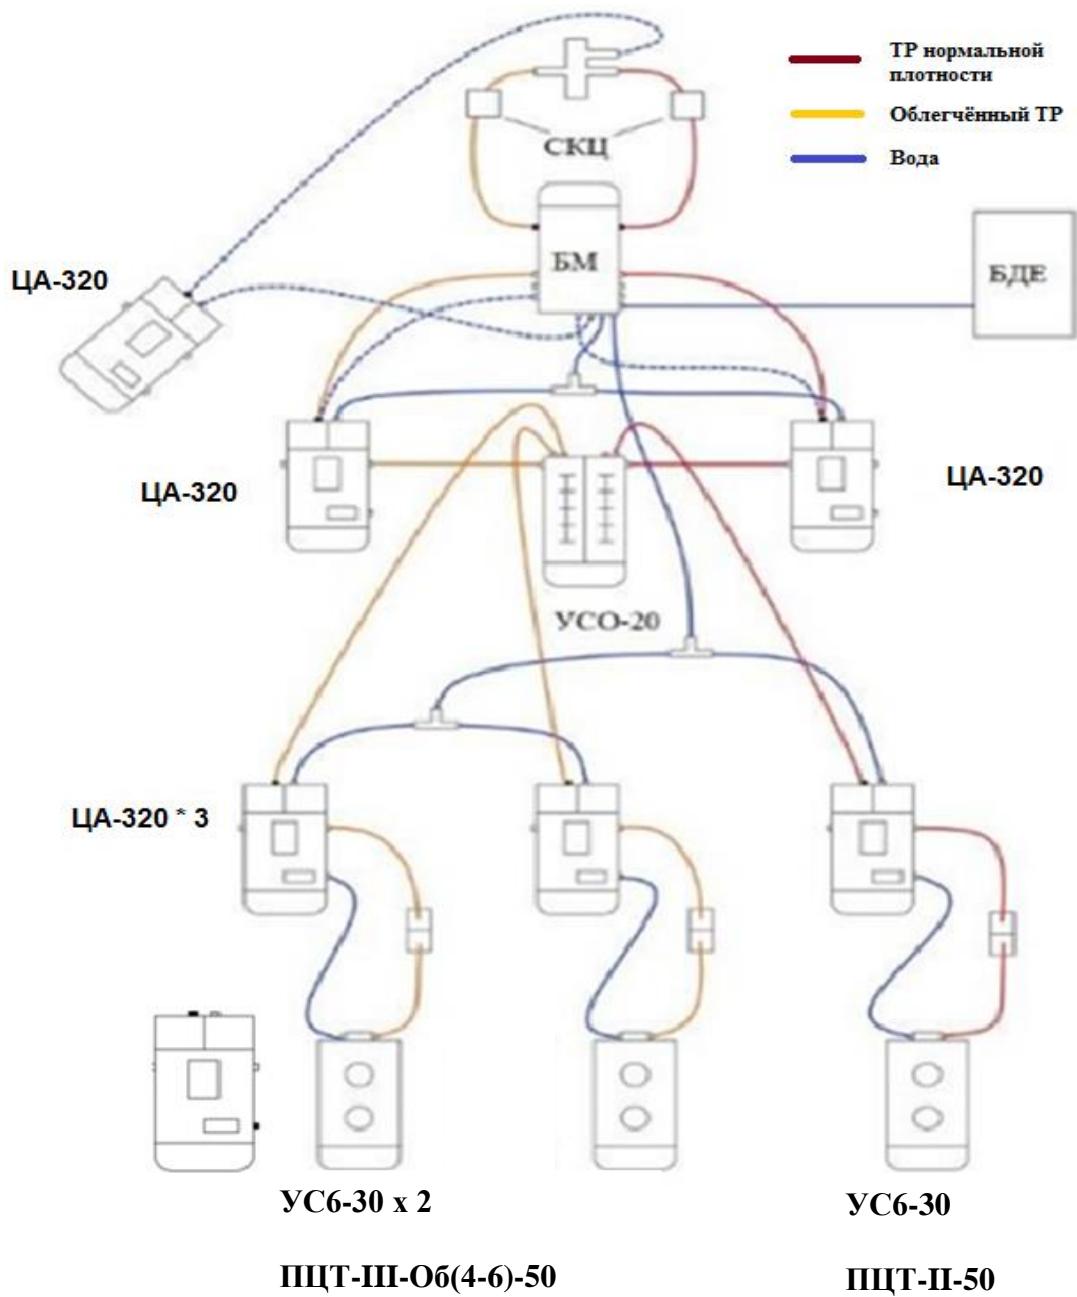 ТР нормальной
плотности
Облегчённый ТР
СКЦ
Вода
БМ
ЦА-320
БДЕ
ЦА-320
ЦА-320
УСО-20
ЦА-320 * 3
УС6-30 х 2
УС6-30
ПЦТ-III-Об(4-6)-50
ПЦТ-II-50